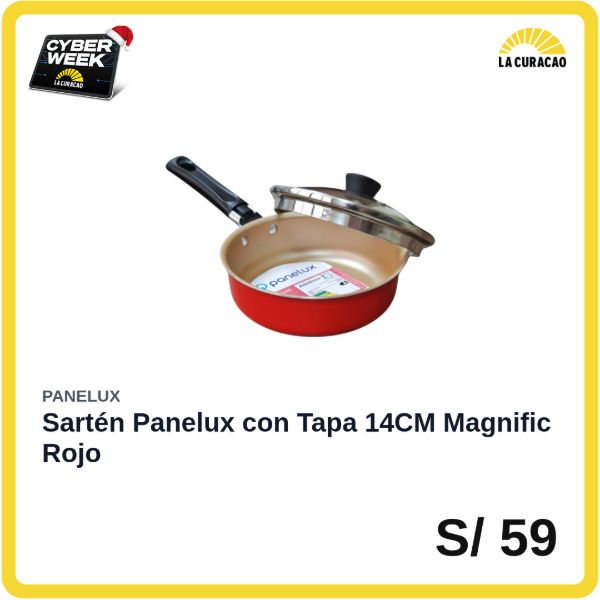 CYBER
WEEK
LA CURACAO
LA CURACAO
panelux
PANELUX
Sartén Panelux con Tapa 14CM Magnific
Rojo
S/ 59